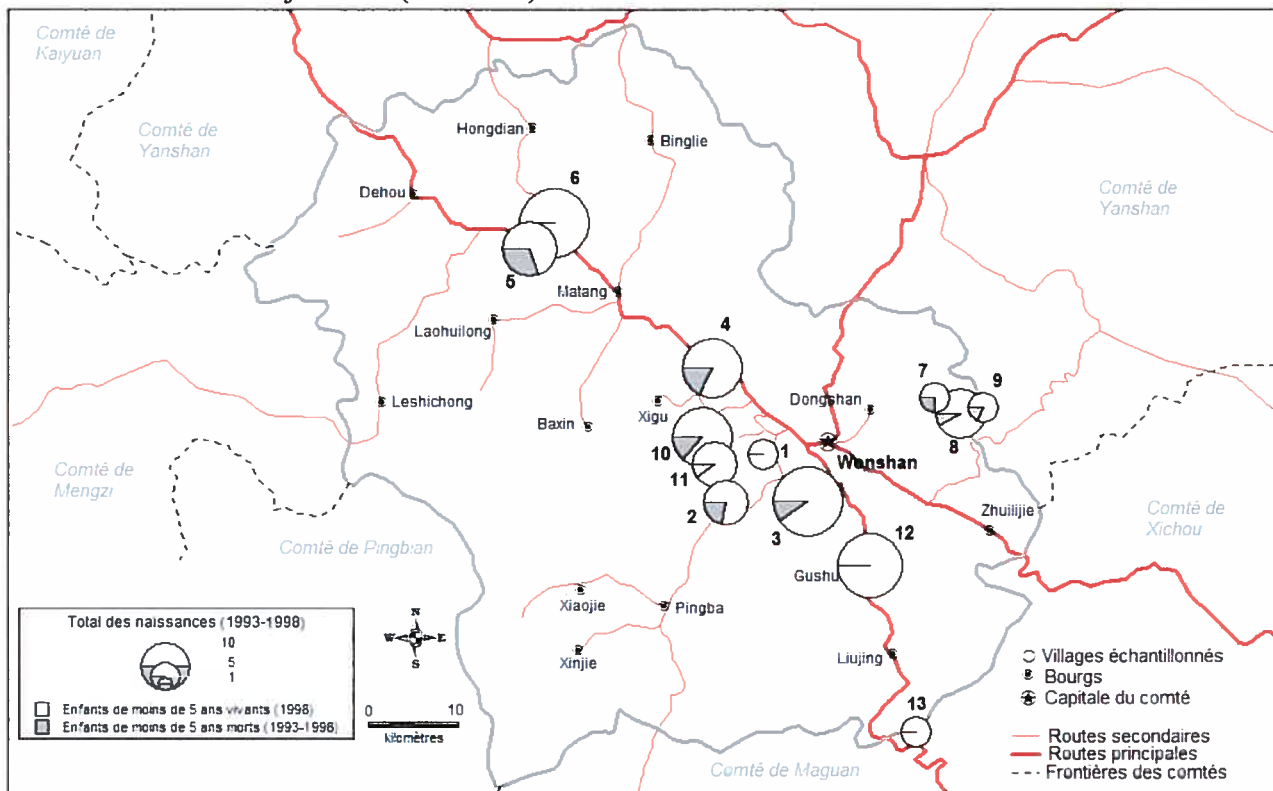 Comté de
Kaiyuan
Comté de
Yanshan
Hongdian
Binglie
Dehou
6
Comté de
Yanshan
5
Matang
Laohuilong
4
7
9
Leshichong
Xigu
Dongshan
Baxin
8
10
1
Wenshan
11
Comté de
Mengzi
2
3
Zhuilijie
Comté de
Xichou
12
Comté de Pingbian
Gushu
Xiaojie
Pingba
Xinjie
Liujing
13
Comté de Maguan
Total des naissances (1993-1998)
10
5
1
Enfants de moins de 5 ans vivants (1998)
Enfants de moins de 5 ans morts (1993-1998)
N
W E
S
0 10
kilomètres
Villages échantillonnés
Bourgs
Capitale du comté
Routes secondaires
Routes principales
Frontières des comtés